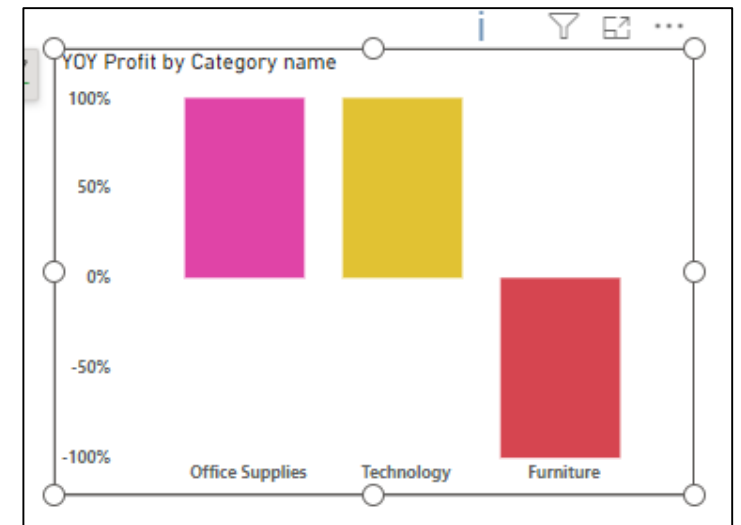 YOY Profit by Category name
100%
50%
0%
-50%
-100%
Office Supplies
Technology
Furniture